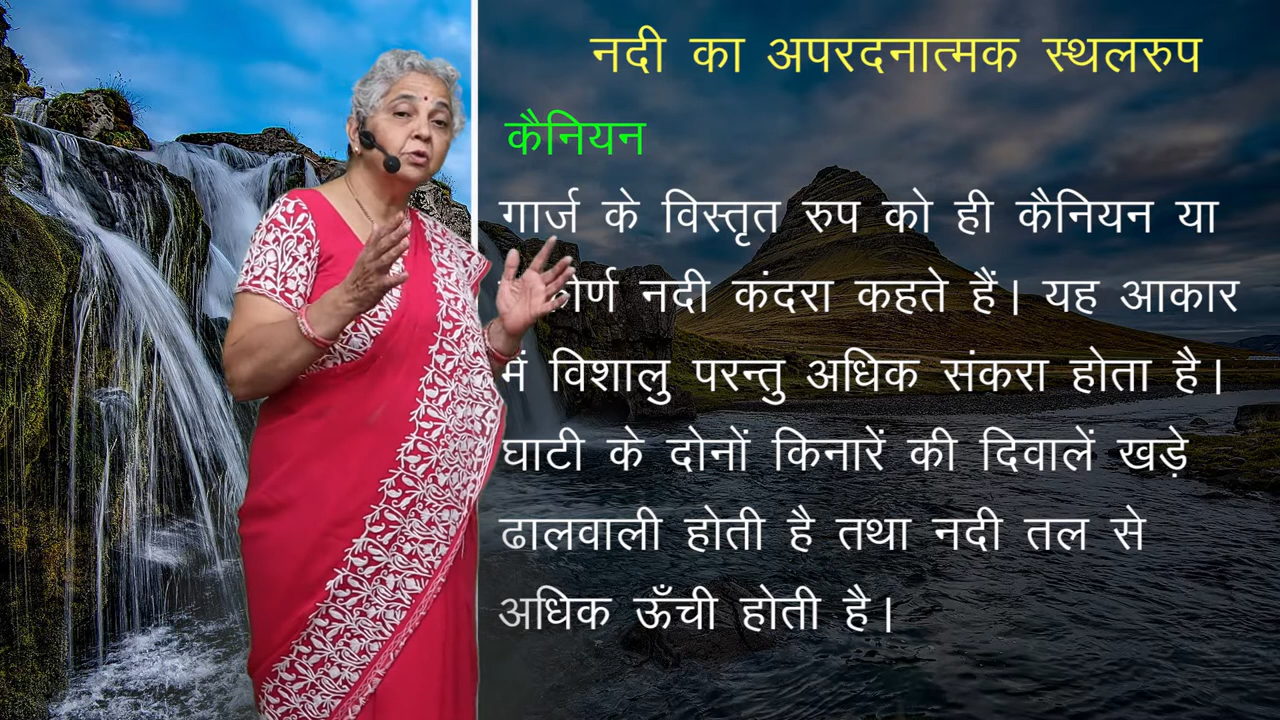 नदी का अपरदनात्मक स्थलरुप
कैनियन
गार्ज के विस्तृत रुप को ही कैनियन या
नदी कंदरा कहते हैं। यह आकार
में विशालु परन्तु अधिक संकरा होता है।
घाटी के दोनों किनारें की दिवालें खड़े
ढालवाली होती है तथा नदी तल से
अधिक ऊँची होती है।